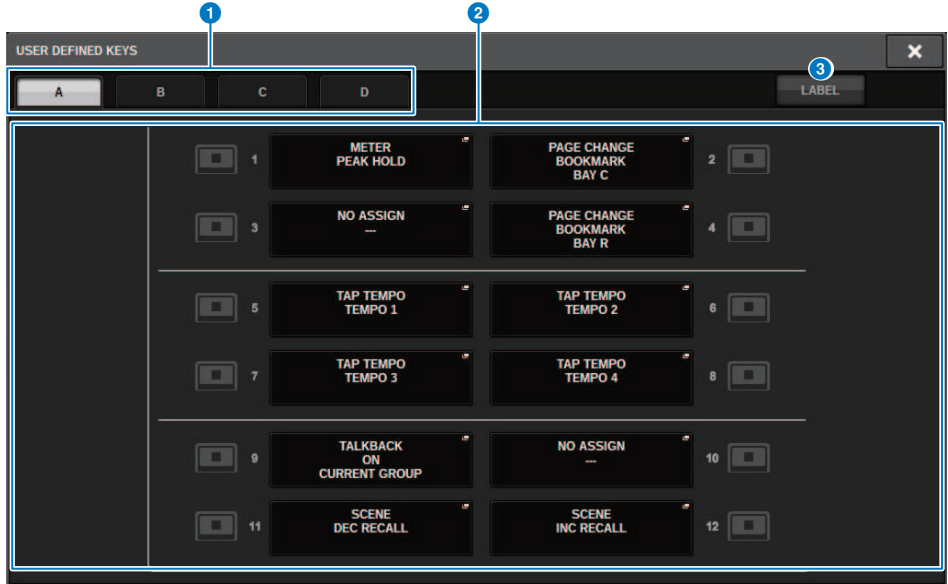 1
2
USER DEFINED KEYS
×
A
B
C
D
3
LABEL
1
METER
PEAK HOLD
PAGE CHANGE
BOOKMARK
BAY C
2
3
NO ASSIGN
---
PAGE CHANGE
BOOKMARK
BAY R
4
5
TAP TEMPO
TEMPO 1
TAP TEMPO
TEMPO 2
6
7
TAP TEMPO
TEMPO 3
TAP TEMPO
TEMPO 4
8
9
TALKBACK
ON
CURRENT GROUP
NO ASSIGN
---
10
11
SCENE
DEC RECALL
SCENE
INC RECALL
12